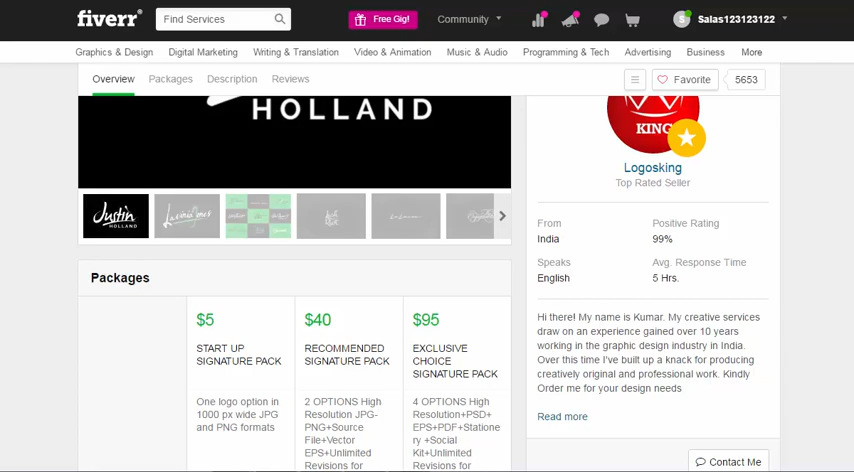 fiverr®
Find Services
Free Gig!
Community
S
Salas123123122
Graphics & Design
Digital Marketing
Writing & Translation
Video & Animation
Music & Audio
Programming & Tech
Advertising
Business
More
Overview
Packages
Description
Reviews
Favorite
5653
HOLLAND
KING
Logosking
Top Rated Seller
Justin
HOLLAND
From
Positive Rating
India
99%
Speaks
Avg. Response Time
English
5 Hrs.
Packages
$5
START UP
SIGNATURE PACK
One logo option in
1000 px wide JPG
and PNG formats
$40
RECOMMENDED
SIGNATURE PACK
2 OPTIONS High
Resolution JPG-
PNG+Source
File+Vector
EPS+Unlimited
Revisions for
$95
EXCLUSIVE
CHOICE
SIGNATURE PACK
4 OPTIONS High
Resolution+PSD+
EPS+PDF+Statione
ry +Social
Kit+Unlimited
Revisions for
Hi there! My name is Kumar. My creative services
draw on an experience gained over 10 years
working in the graphic design industry in India.
Over this time I've built up a knack for producing
creatively original and professional work. Kindly
Order me for your design needs
Read more
Contact Me